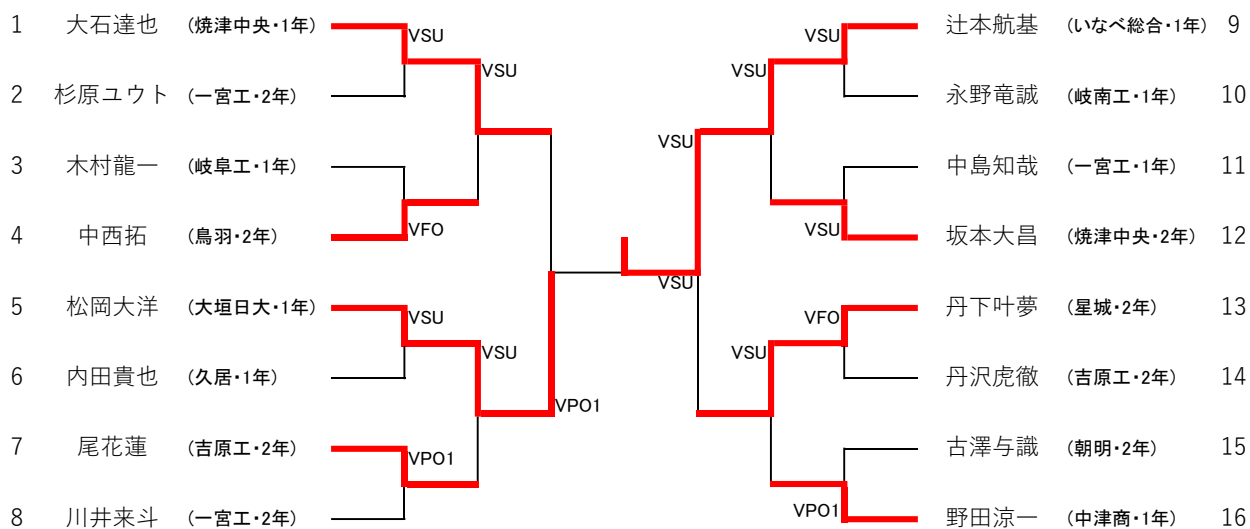 1 大石達也 (焼津中央・1年) VSU VSU 辻本航基 (いなべ総合・1年) 9
VSU VSU
2 杉原ユウト (一宮工・2年) 永野竜誠 (岐南工・1年) 10
VSU
3 木村龍一 (岐阜工・1年) 中島知哉 (一宮工・1年) 11
4 中西拓 (鳥羽・2年) VFO VSU 坂本大昌 (焼津中央・2年) 12
VSU
5 松岡大洋 (大垣日大・1年) VSU VFO 丹下叶夢 (星城・2年) 13
VSU VSU
6 内田貴也 (久居・1年) 丹沢虎徹 (吉原工・2年) 14
VPO1
7 尾花蓮 (吉原工・2年) VPO1 古澤与識 (朝明・2年) 15
8 川井来斗 (一宮工・2年) VPO1 野田涼一 (中津商・1年) 16